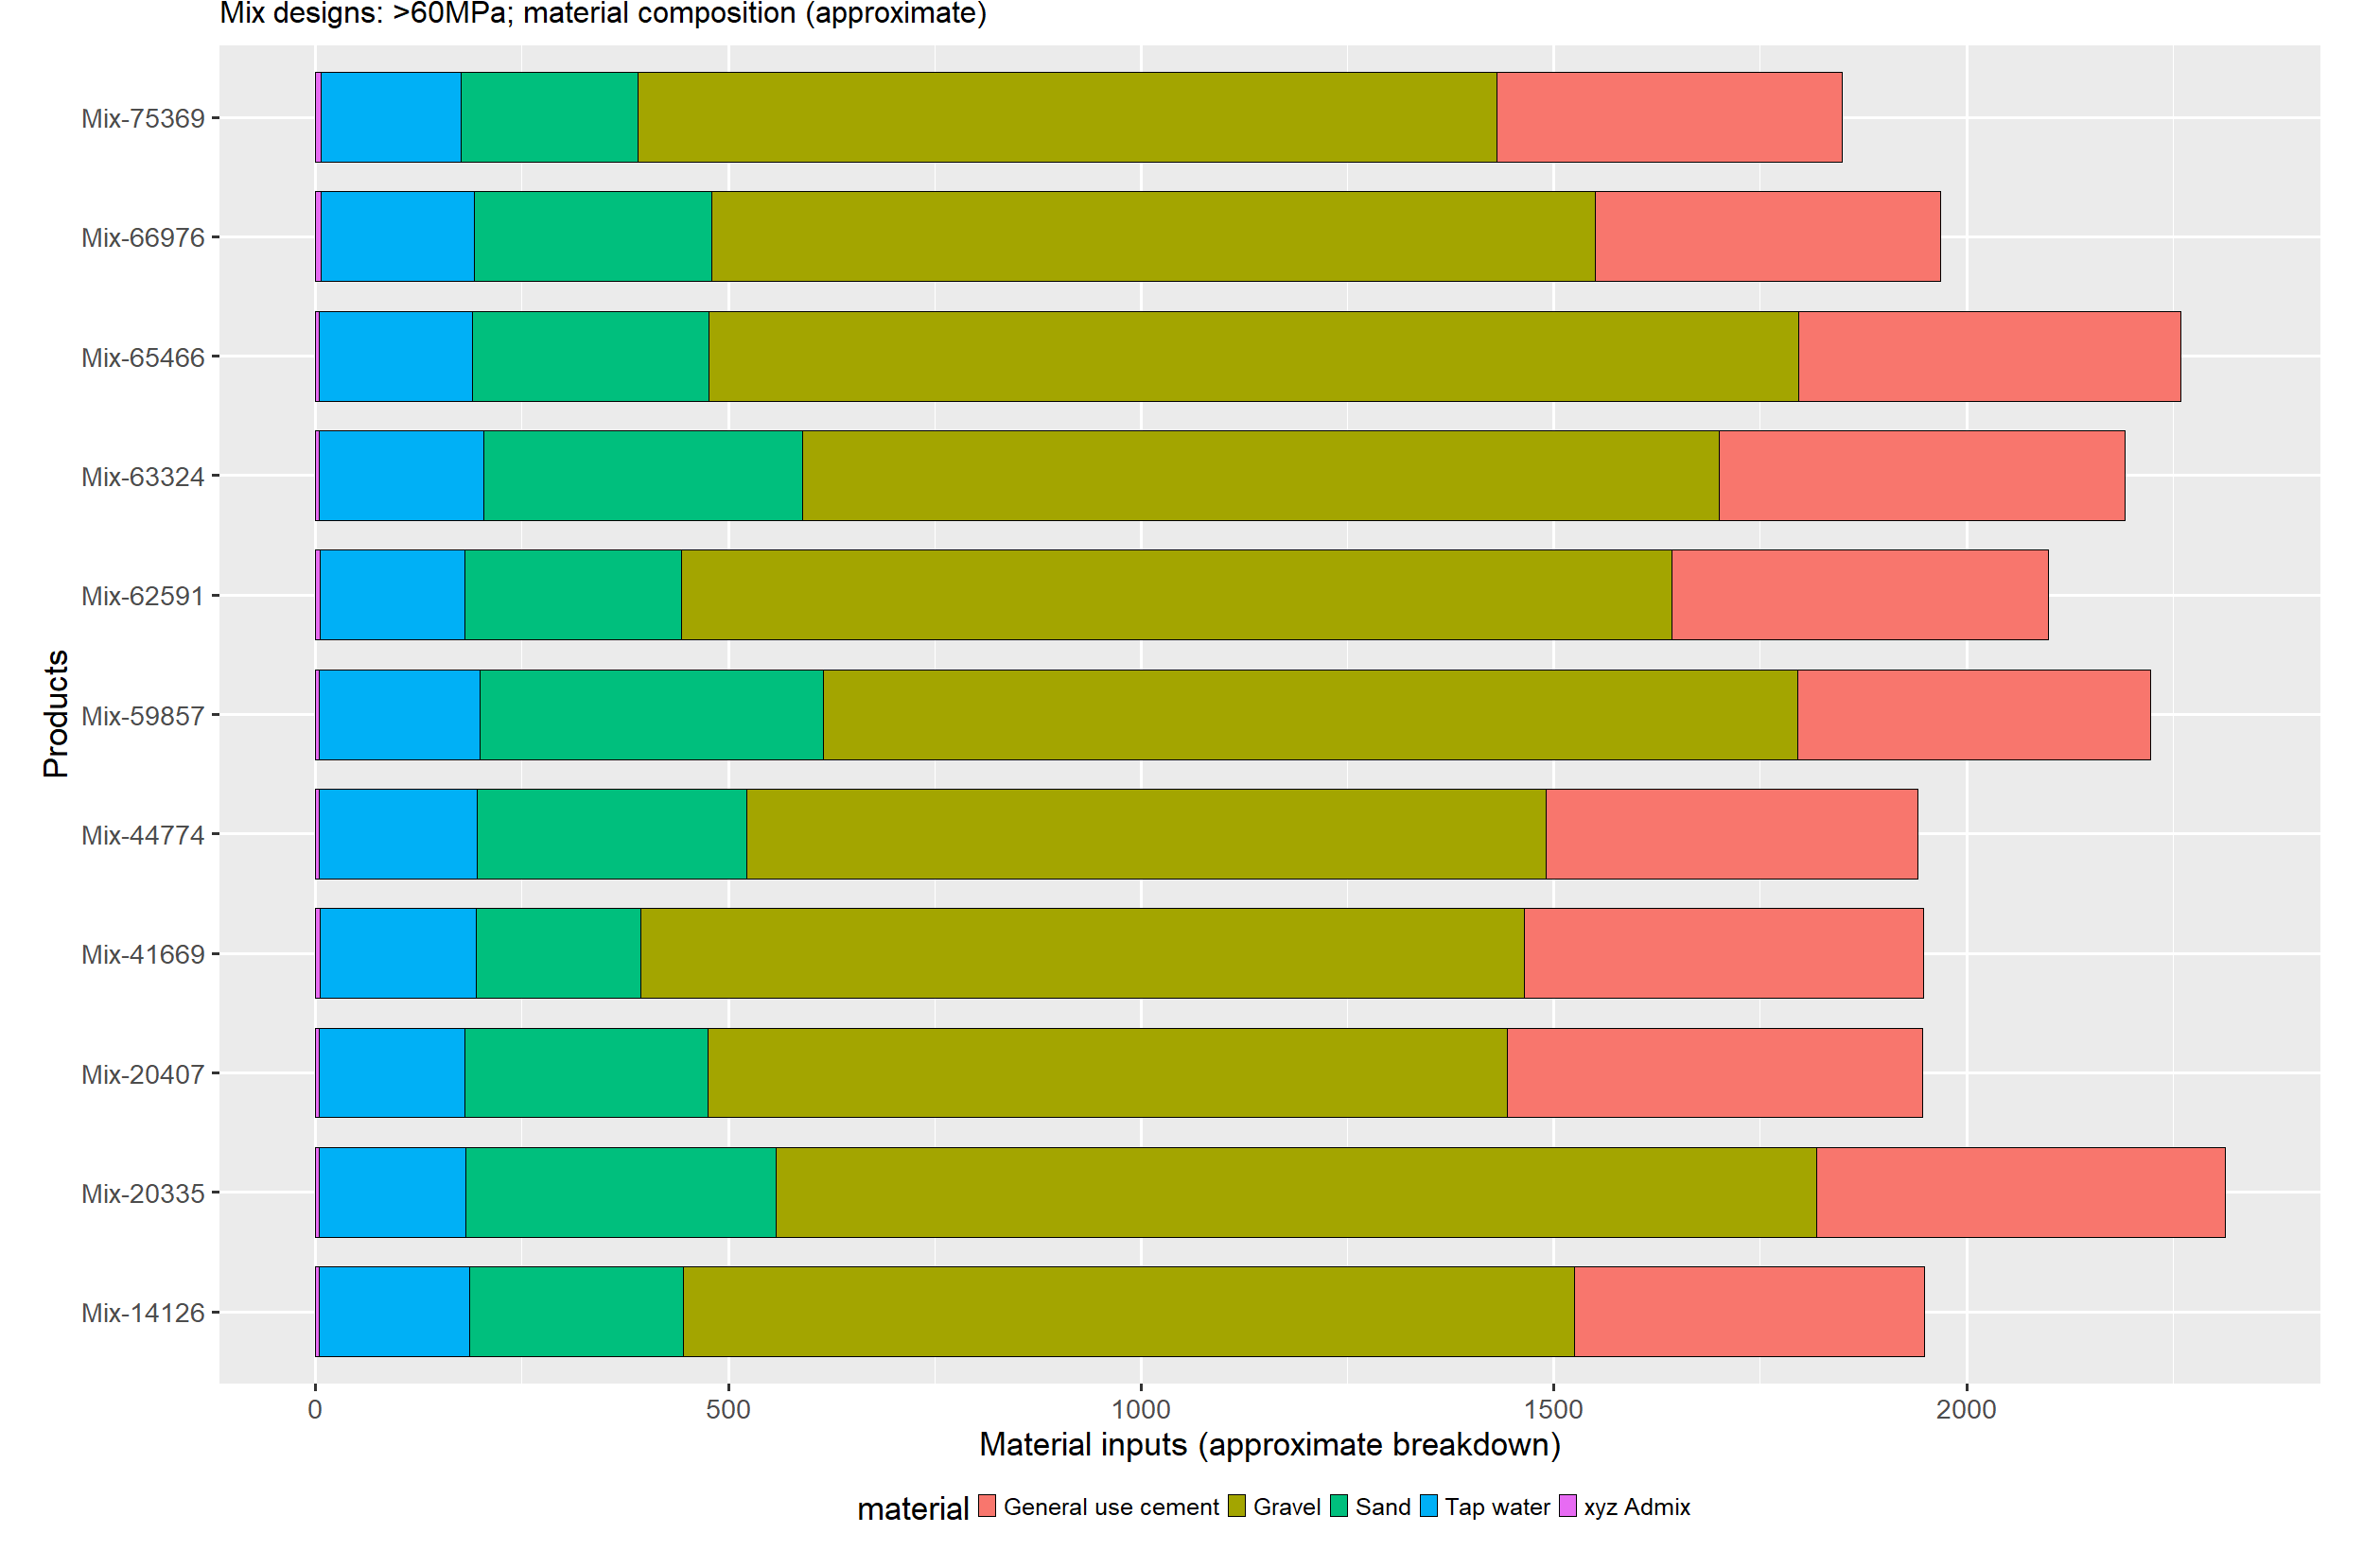 Mix designs: >60MPa; material composition (approximate)
Products
Mix-75369
Mix-66976
Mix-65466
Mix-63324
Mix-62591
Mix-59857
Mix-44774
Mix-41669
Mix-20407
Mix-20335
Mix-14126
0 500 1000 1500 2000
Material inputs (approximate breakdown)
material General use cement Gravel Sand Tap water xyz Admix